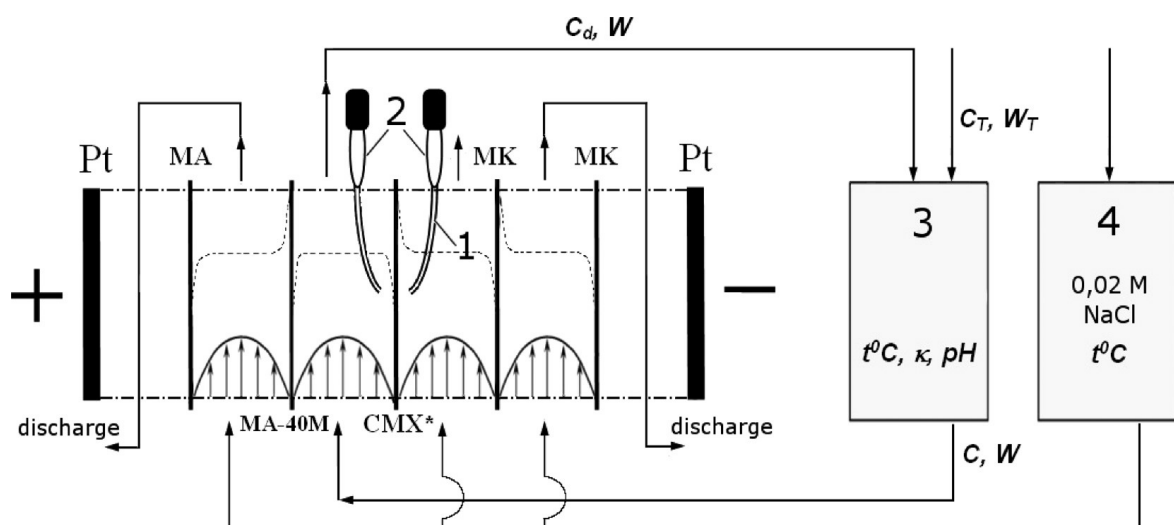 C_d, W
2
C_T, W_T
Pt
MA
MK
MK
Pt
1
3
4
0,02 M
NaCl
t⁰C
t⁰C, κ, pH
+
−
discharge
MA-40M
CMX*
discharge
C, W